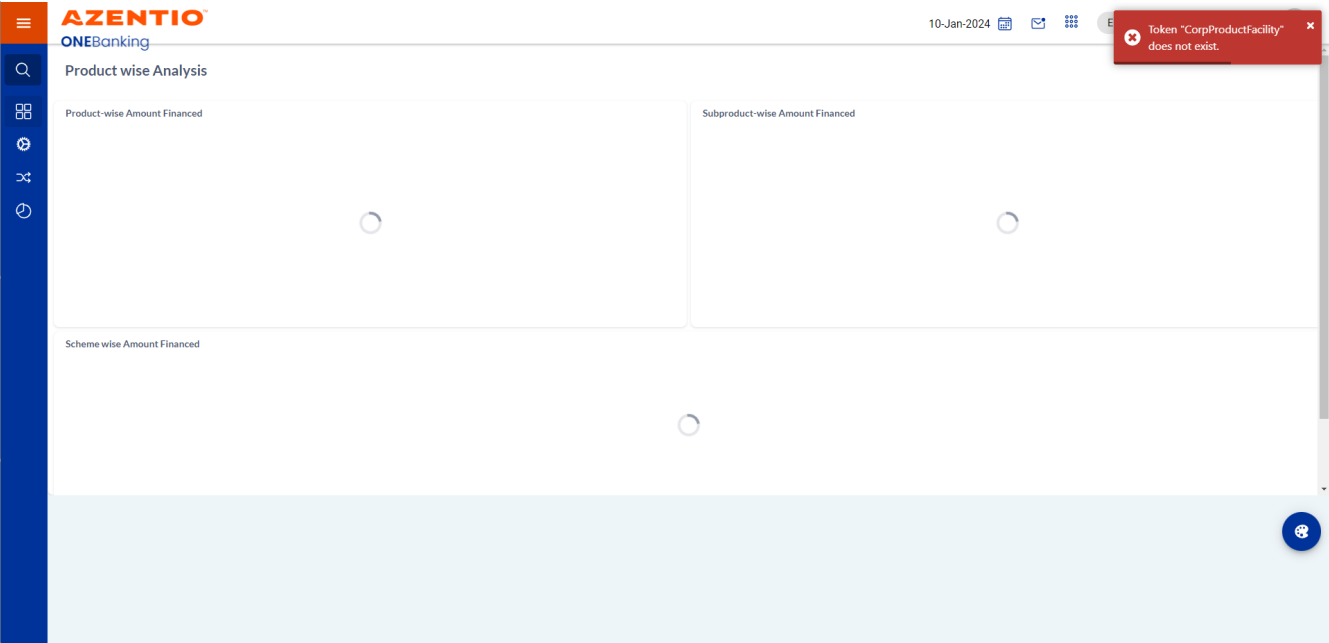 AZENTIO™
ONEBanking
10-Jan-2024
E
Token "CorpProductFacility"
does not exist.
Product wise Analysis
Product-wise Amount Financed
Subproduct-wise Amount Financed
Scheme wise Amount Financed